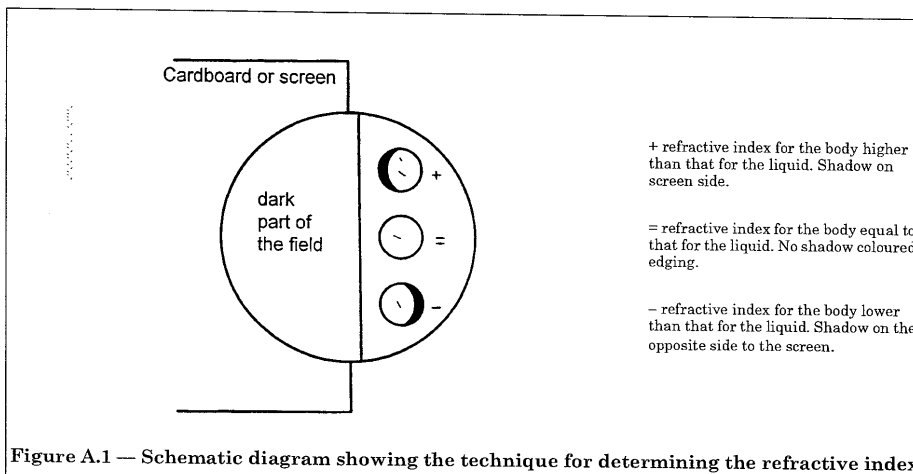 Cardboard or screen
dark
part of
the field
+
=
–
+ refractive index for the body higher
than that for the liquid. Shadow on
screen side.
= refractive index for the body equal to
that for the liquid. No shadow coloured
edging.
– refractive index for the body lower
than that for the liquid. Shadow on the
opposite side to the screen.
Figure A.1 — Schematic diagram showing the technique for determining the refractive index